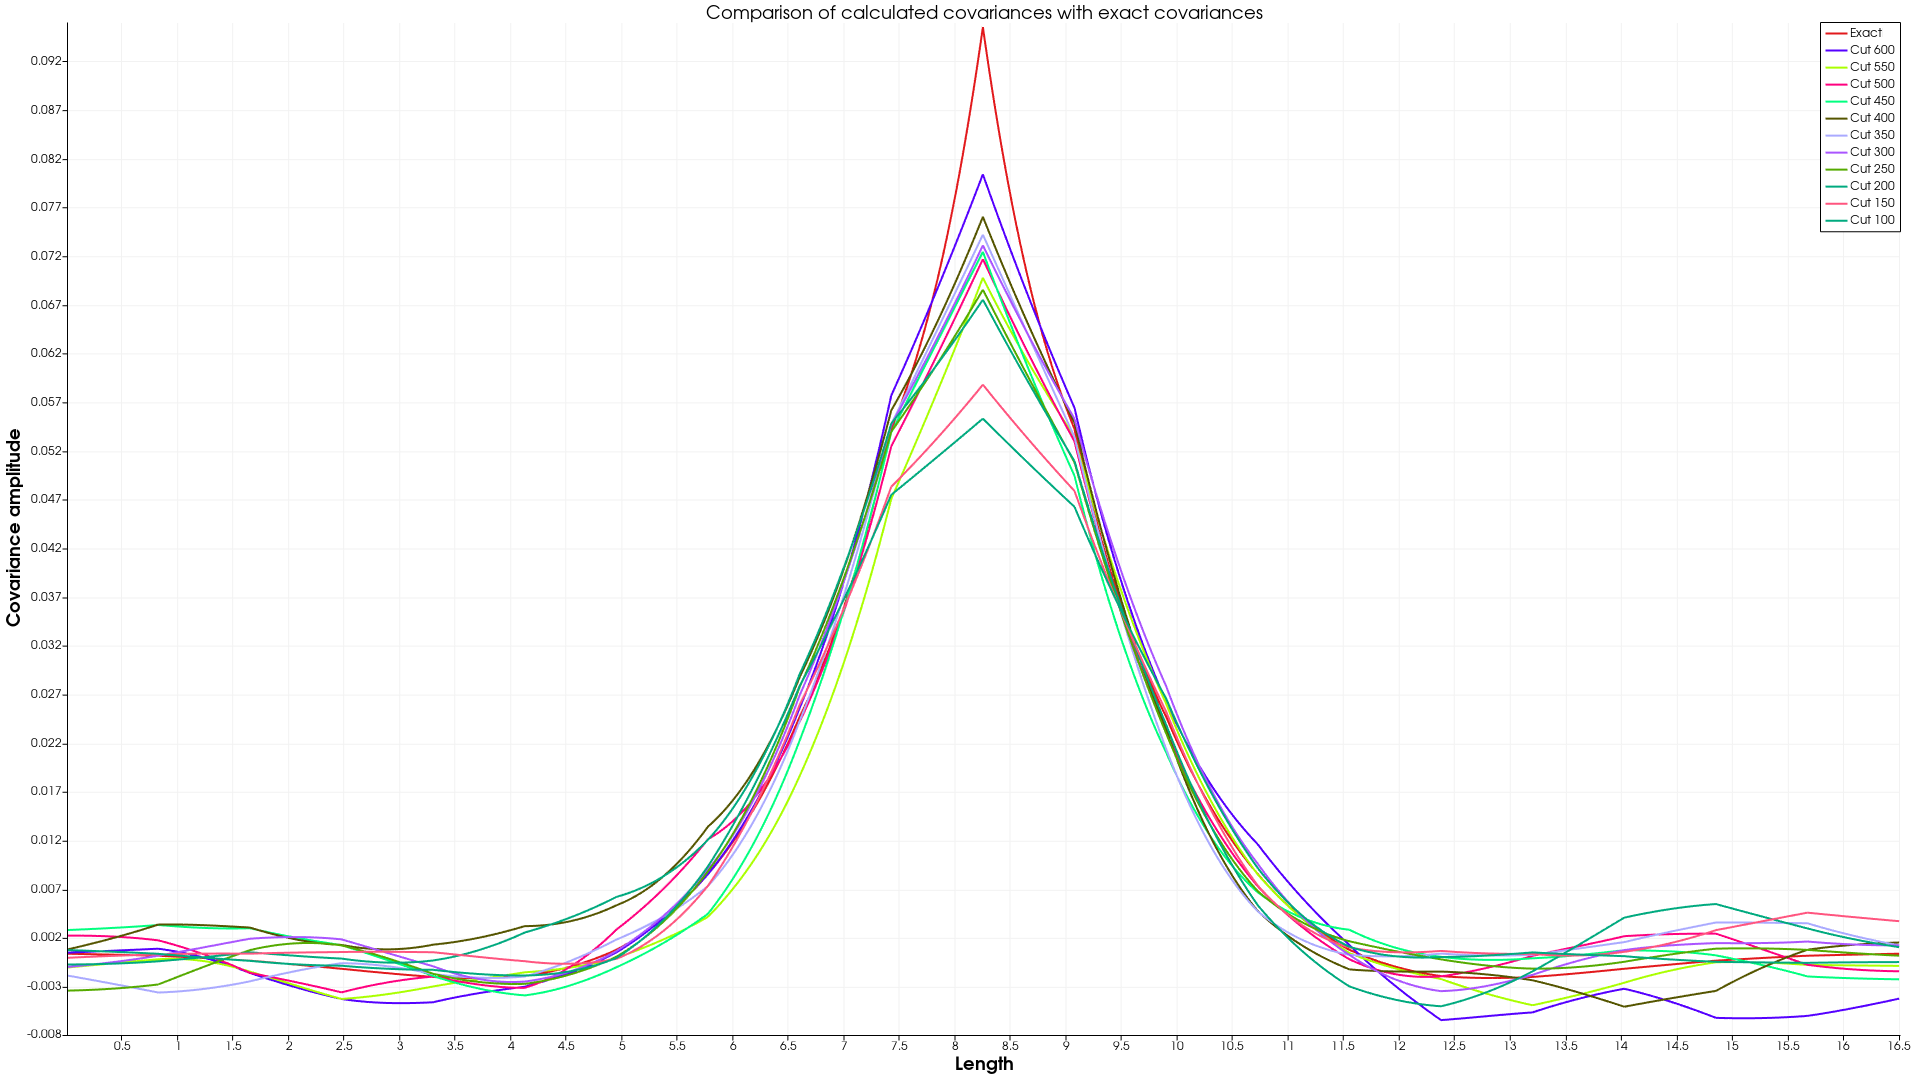 Comparison of calculated covariances with exact covariances
Exact
Cut 600
Cut 550
Cut 500
Cut 450
Cut 400
Cut 350
Cut 300
Cut 250
Cut 200
Cut 150
Cut 100
0.092
0.087
0.082
0.077
0.072
0.067
0.062
0.057
0.052
0.047
0.042
0.037
0.032
0.027
0.022
0.017
0.012
0.007
0.002
-0.003
-0.008
Covariance amplitude
0.5 1 1.5 2 2.5 3 3.5 4 4.5 5 5.5 6 6.5 7 7.5 8 8.5 9 9.5 10 10.5 11 11.5 12 12.5 13 13.5 14 14.5 15 15.5 16 16.5
Length